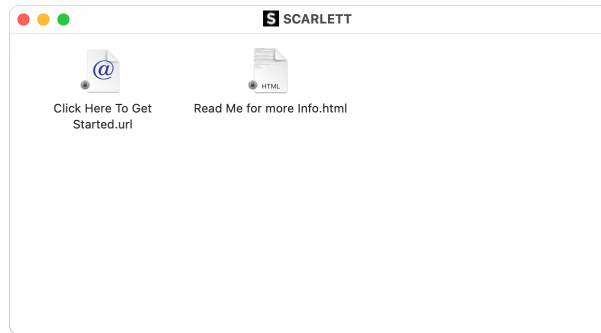 S SCARLETT
@
HTML
Click Here To Get
Started.url
Read Me for more Info.html